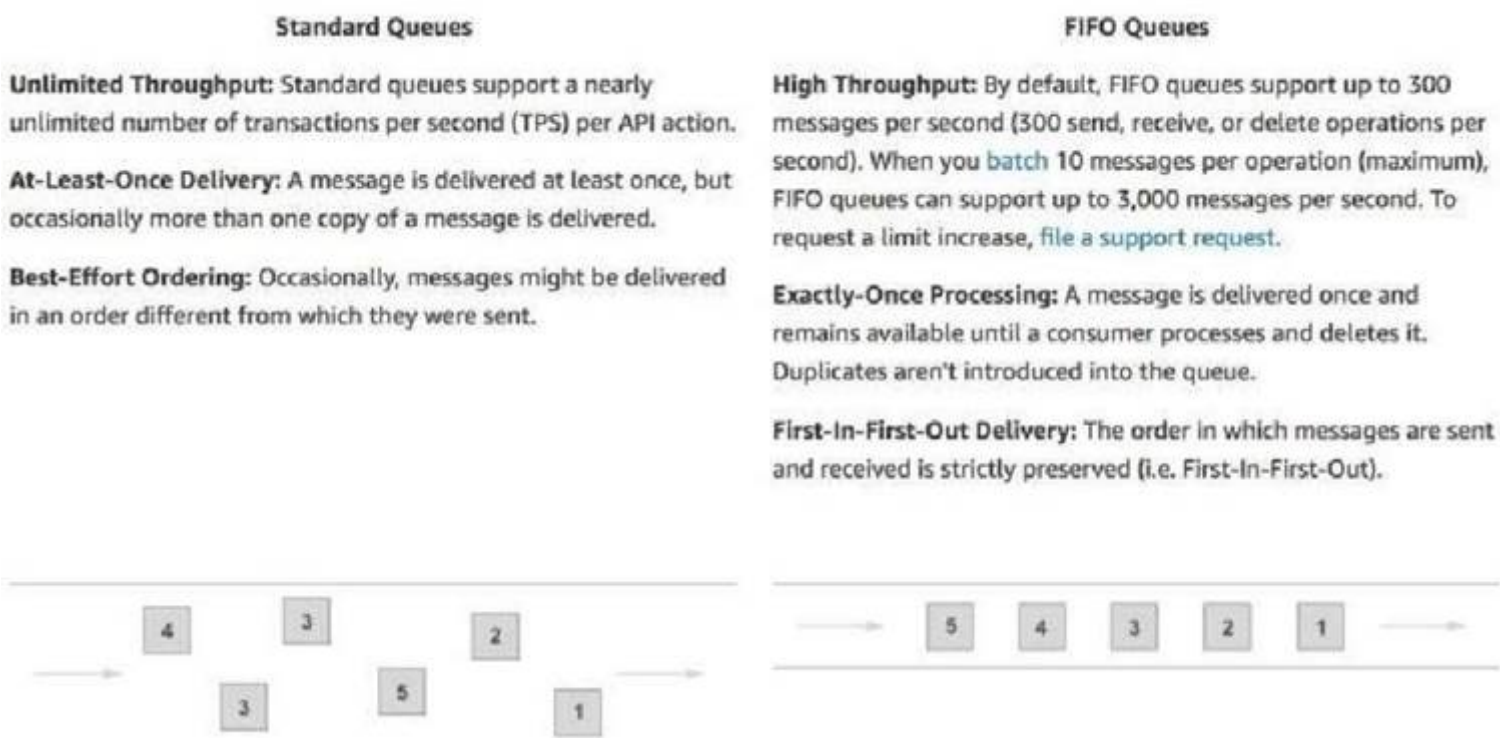 Standard Queues
Unlimited Throughput: Standard queues support a nearly
unlimited number of transactions per second (TPS) per API action.
At-Least-Once Delivery: A message is delivered at least once, but
occasionally more than one copy of a message is delivered.
Best-Effort Ordering: Occasionally, messages might be delivered
in an order different from which they were sent.
4
3
2
3
5
1
FIFO Queues
High Throughput: By default, FIFO queues support up to 300
messages per second (300 send, receive, or delete operations per
second). When you batch 10 messages per operation (maximum),
FIFO queues can support up to 3,000 messages per second. To
request a limit increase, file a support request.
Exactly-Once Processing: A message is delivered once and
remains available until a consumer processes and deletes it.
Duplicates aren't introduced into the queue.
First-In-First-Out Delivery: The order in which messages are sent
and received is strictly preserved (i.e. First-In-First-Out).
5 4 3 2 1